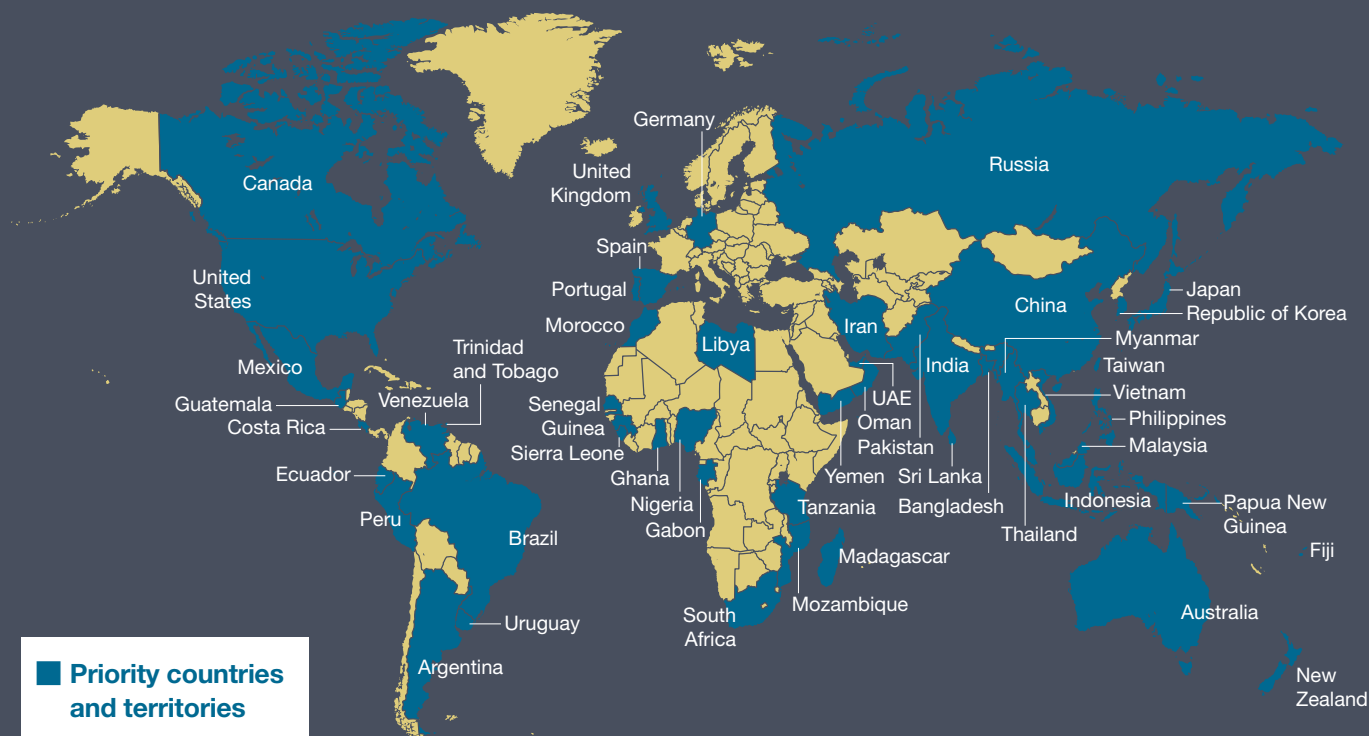 Germany
United
Kingdom
Russia
Canada
Spain
United
States
Portugal
China
Japan
Republic of Korea
Morocco
Iran
Libya
Myanmar
Trinidad
and Tobago
Mexico
India
Taiwan
Guatemala
Venezuela
Senegal
UAE
Vietnam
Costa Rica
Guinea
Oman
Philippines
Sierra Leone
Pakistan
Malaysia
Ecuador
Ghana
Yemen
Sri Lanka
Nigeria
Tanzania
Bangladesh
Indonesia
Papua New
Guinea
Peru
Gabon
Thailand
Brazil
Madagascar
Fiji
Mozambique
South
Africa
Uruguay
Australia
Argentina
New
Zealand
Priority countries
and territories